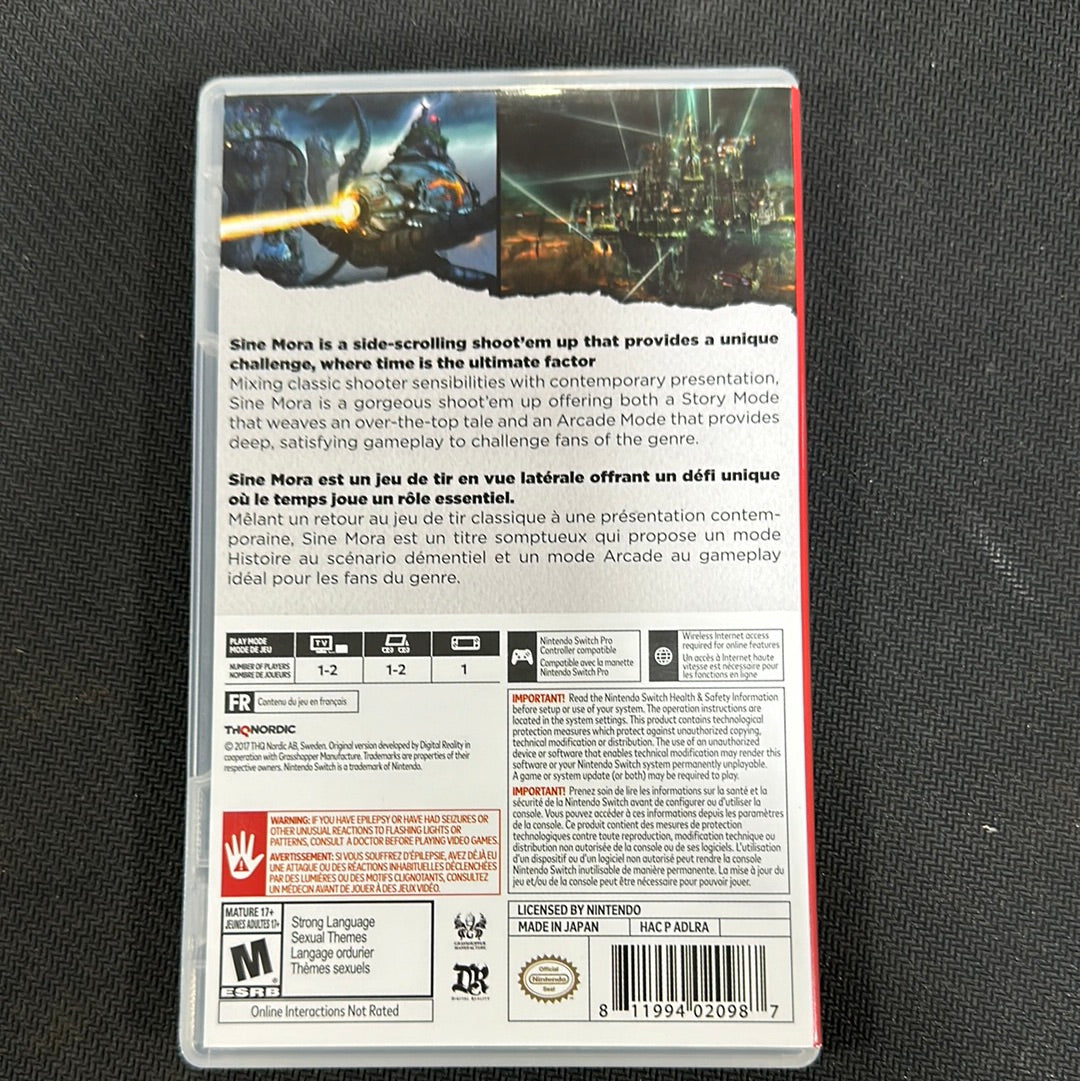 Sine Mora is a side-scrolling shoot'em up that provides a unique
challenge, where time is the ultimate factor
Mixing classic shooter sensibilities with contemporary presentation,
Sine Mora is a gorgeous shoot'em up offering both a Story Mode
that weaves an over-the-top tale and an Arcade Mode that provides
deep, satisfying gameplay to challenge fans of the genre.
Sine Mora est un jeu de tir en vue latérale offrant un défi unique
où le temps joue un rôle essentiel.
Mêlant un retour au jeu de tir classique à une présentation contem-
poraine, Sine Mora est un titre somptueux qui propose un mode
Histoire au scénario démentiel et un mode Arcade au gameplay
idéal pour les fans du genre.
PLAY MODE
MODE DE JEU
TV
NUMBER OF PLAYERS
NOMBRE DE JOUEURS
1-2
1-2
1
Nintendo Switch Pro
Controller compatible
Compatible avec la manette
Nintendo Switch Pro
Wireless Internet access
required for online features
Un accès à Internet haute
vitesse est nécessaire pour
les fonctions en ligne
FR Contenu du jeu en français
THQNORDIC
© 2017 THQ Nordic AB, Sweden. Original version developed by Digital Reality in
cooperation with Grasshopper Manufacture. Trademarks are properties of their
respective owners. Nintendo Switch is a trademark of Nintendo.
IMPORTANT! Read the Nintendo Switch Health & Safety Information
before setup or use of your system. The operation instructions are
located in the system settings. This product contains technological
protection measures which protect against unauthorized copying,
technical modification or distribution. The use of an unauthorized
device or software that enables technical modification may render this
software or your Nintendo Switch system permanently unplayable.
A game or system update (or both) may be required to play.
IMPORTANT! Prenez soin de lire les informations sur la santé et la
sécurité de la Nintendo Switch avant de configurer ou d'utiliser la
console. Vous pouvez accéder à ces informations depuis les paramètres
de la console. Ce produit contient des mesures de protection
technologiques contre toute reproduction, modification technique ou
distribution non autorisée de la console ou de ses logiciels. L'utilisation
d'un dispositif ou d'un logiciel non autorisé peut rendre la console
Nintendo Switch inutilisable de manière permanente. La mise à jour du
jeu et/ou de la console peut être nécessaire pour pouvoir jouer.
WARNING: IF YOU HAVE EPILEPSY OR HAVE HAD SEIZURES OR
OTHER UNUSUAL REACTIONS TO FLASHING LIGHTS OR
PATTERNS, CONSULT A DOCTOR BEFORE PLAYING VIDEO GAMES.
AVERTISSEMENT: SI VOUS SOUFFREZ D'ÉPILEPSIE, AVEZ DÉJÀ EU
UNE ATTAQUE OU DES RÉACTIONS INHABITUELLES DÉCLENCHÉES
PAR DES LUMIÈRES OU DES MOTIFS CLIGNOTANTS, CONSULTEZ
UN MÉDECIN AVANT DE JOUER À DES JEUX VIDÉO.
MATURE 17+
JEUNES ADULTES 17+
M
ESRB
Strong Language
Sexual Themes
Langage ordurier
Thèmes sexuels
Online Interactions Not Rated
GRASSHOPPER
MANUFACTURE
DR
DIGITAL REALITY
LICENSED BY NINTENDO
MADE IN JAPAN
HAC P ADLRA
Official
Nintendo
Seal
8 11994 02098 7